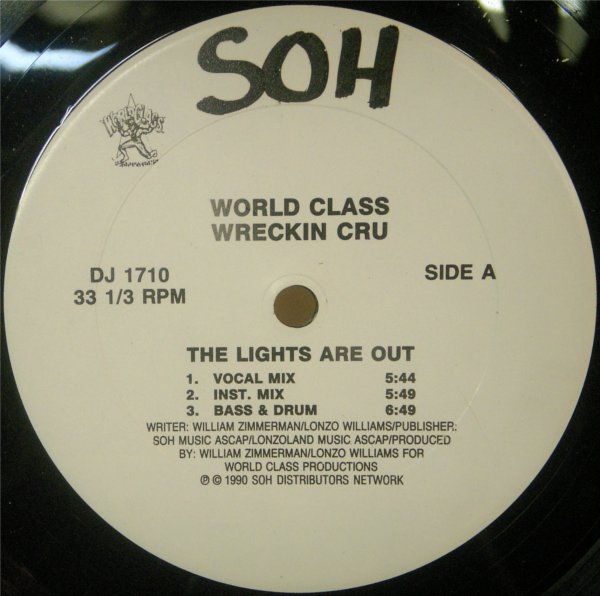 SOH
WORLD CLASS
WORLD CLASS
WRECKIN CRU
DJ 1710
33 1/3 RPM
SIDE A
THE LIGHTS ARE OUT
1. VOCAL MIX 5:44
2. INST. MIX 5:49
3. BASS & DRUM 6:49
WRITER: WILLIAM ZIMMERMAN/LONZO WILLIAMS/PUBLISHER:
SOH MUSIC ASCAP/LONZOLAND MUSIC ASCAP/PRODUCED
BY: WILLIAM ZIMMERMAN/LONZO WILLIAMS FOR
WORLD CLASS PRODUCTIONS
℗ © 1990 SOH DISTRIBUTORS NETWORK